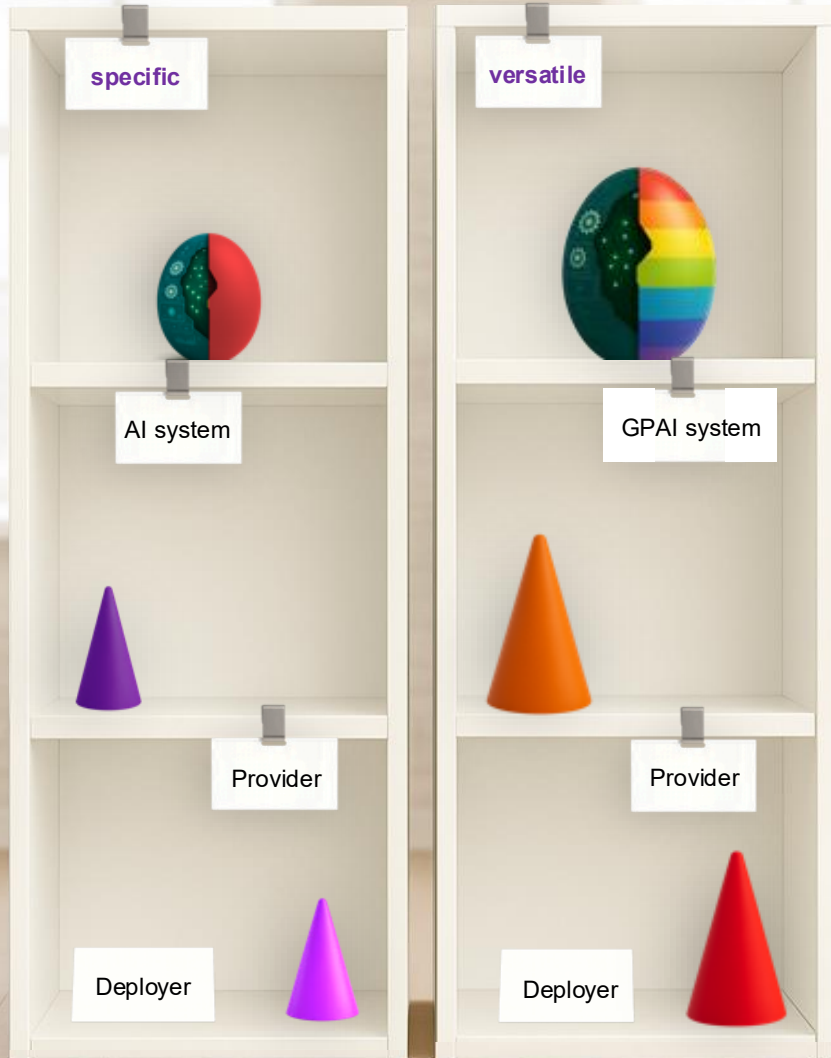 specific
AI system
Provider
Deployer
versatile
GPAI system
Provider
Deployer